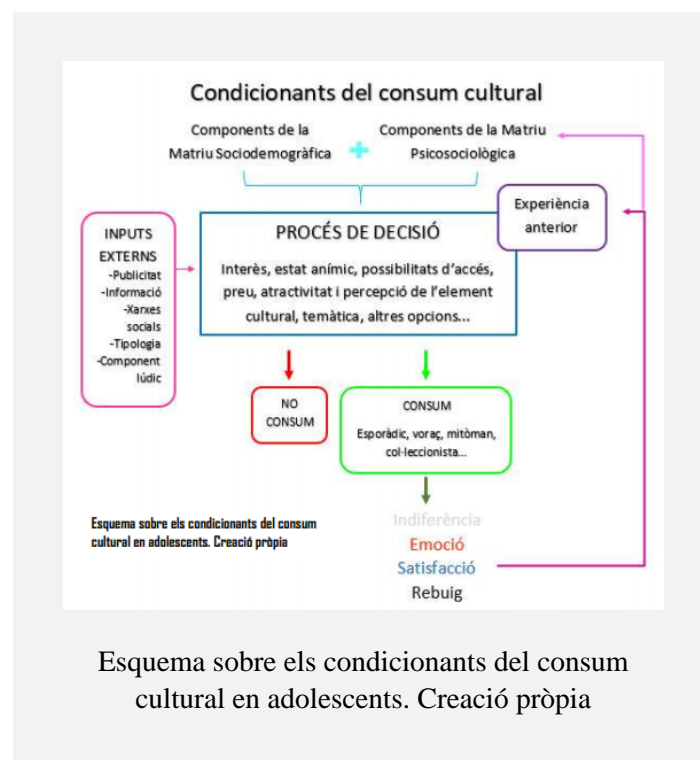 Condicionants del consum cultural
Components de la
Matriu Sociodemogràfica
+
Components de la Matriu
Psicosociològica
Experiència
anterior
INPUTS
EXTERNS
-Publicitat
-Informació
-Xarxes
socials
-Tipologia
-Component
lúdic
PROCÉS DE DECISIÓ
Interès, estat anímic, possibilitats d'accés,
preu, atractivitat i percepció de l'element
cultural, temàtica, altres opcions...
NO
CONSUM
CONSUM
Esporàdic, voraç, mitòman,
col·leccionista...
Indiferència
Emoció
Satisfacció
Rebuig
Esquema sobre els condicionants del consum
cultural en adolescents. Creació pròpia
Esquema sobre els condicionants del consum
cultural en adolescents. Creació pròpia